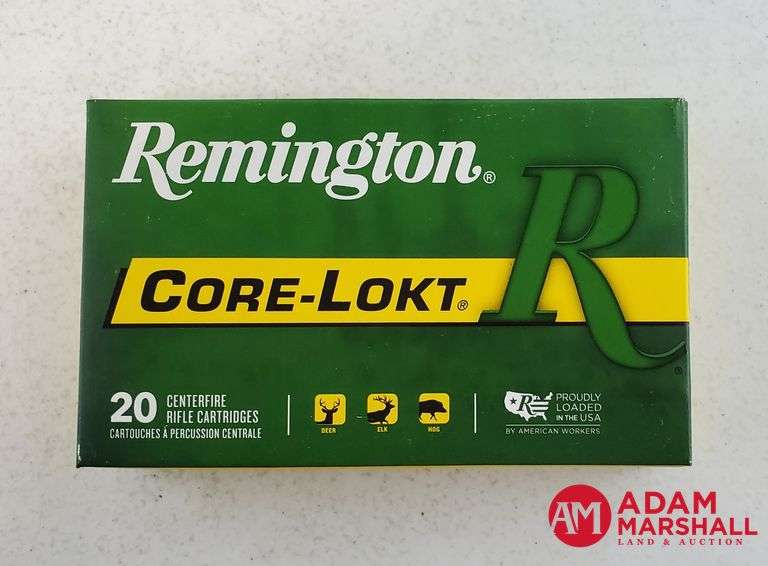 Remington®
R
CORE-LOKT®
®
20 CENTERFIRE
RIFLE CARTRIDGES
CARTOUCHES À PERCUSSION CENTRALE
DEER
ELK
HOG
R
PROUDLY
LOADED
IN THE USA
BY AMERICAN WORKERS
AM
ADAM
MARSHALL
LAND & AUCTION